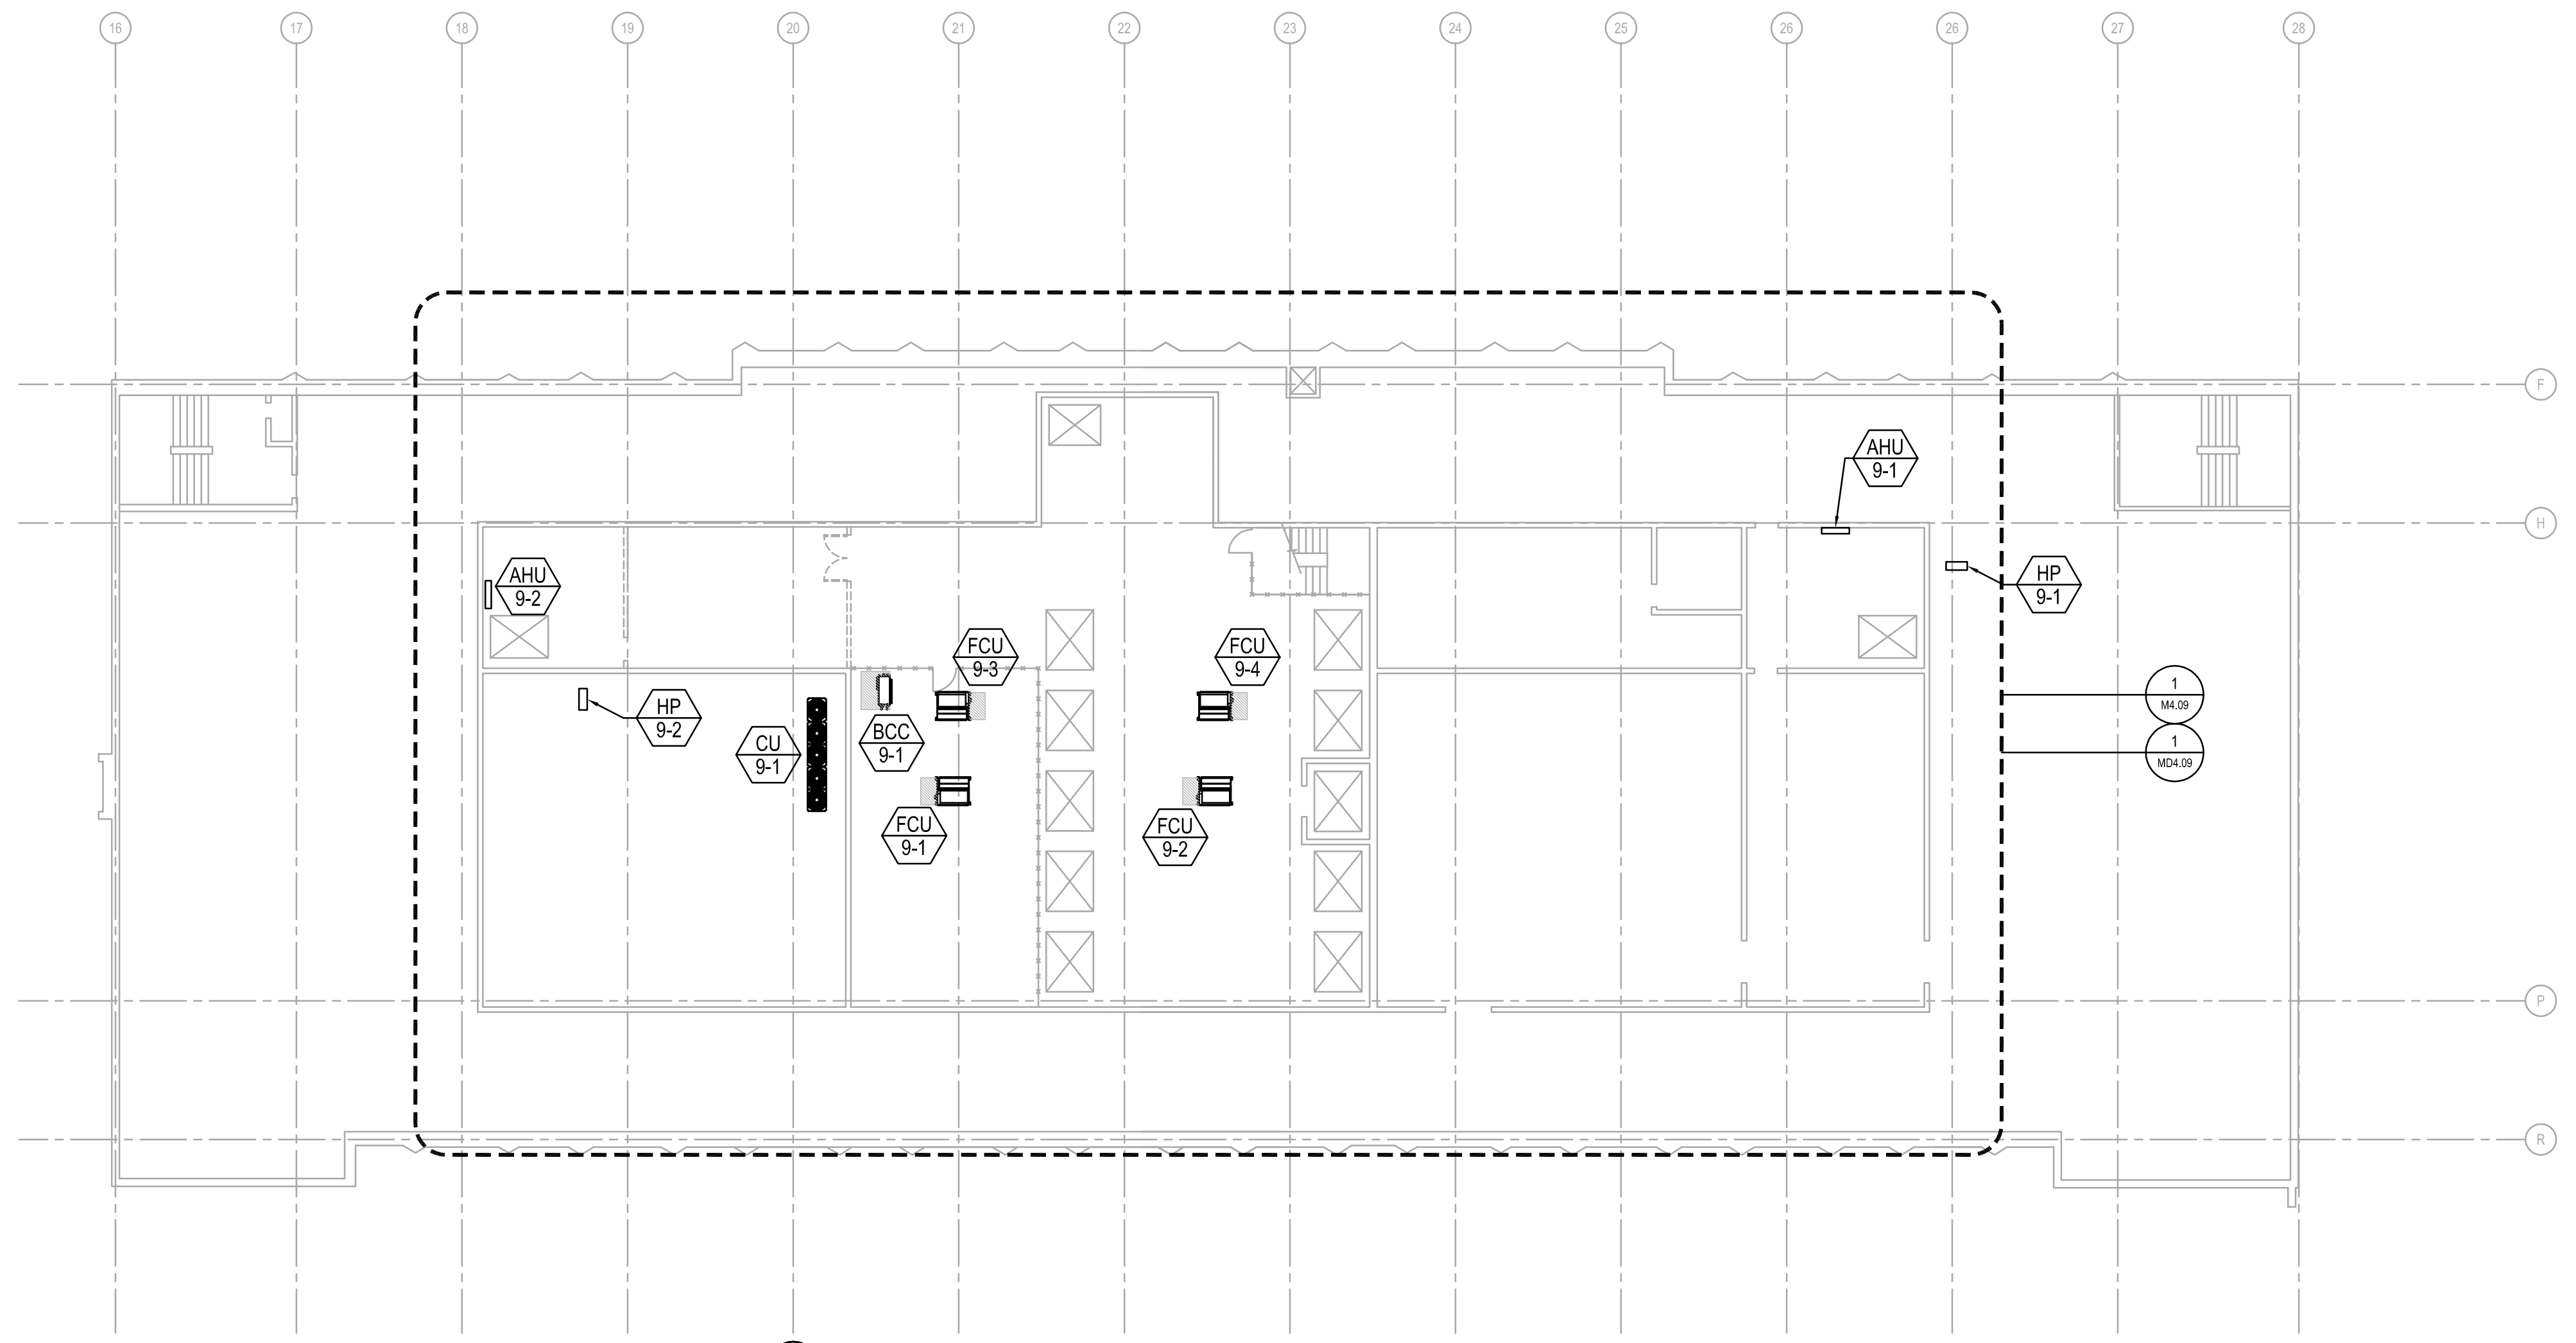 16 17 18 19 20 21 22 23 24 25 26 26 27 28
F
AHU
9-1
H
AHU
9-2
HP
9-1
FCU
9-3
FCU
9-4
HP
9-2
1
M4.09
CU
9-1
BCC
9-1
1
MD4.09
FCU
9-1
FCU
9-2
P
R